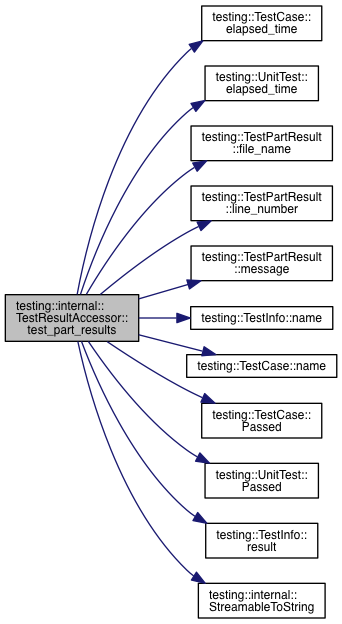 testing::TestCase::
elapsed_time
testing::UnitTest::
elapsed_time
testing::TestPartResult
::file_name
testing::TestPartResult
::line_number
testing::TestPartResult
::message
testing::internal::
TestResultAccessor::
test_part_results
testing::TestInfo::name
testing::TestCase::name
testing::TestCase::
Passed
testing::UnitTest::
Passed
testing::TestInfo::
result
testing::internal::
StreamableToString